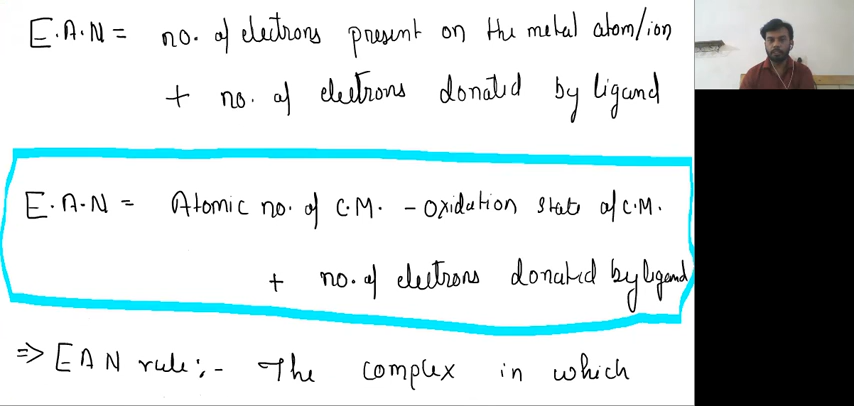 E.A.N = no. of electrons present on the metal atom/ion
+ no. of electrons donated by ligand
E.A.N = Atomic no. of C.M. - oxidation state of C.M.
+ no. of electrons donated by ligand
=> EAN rule:- The complex in which